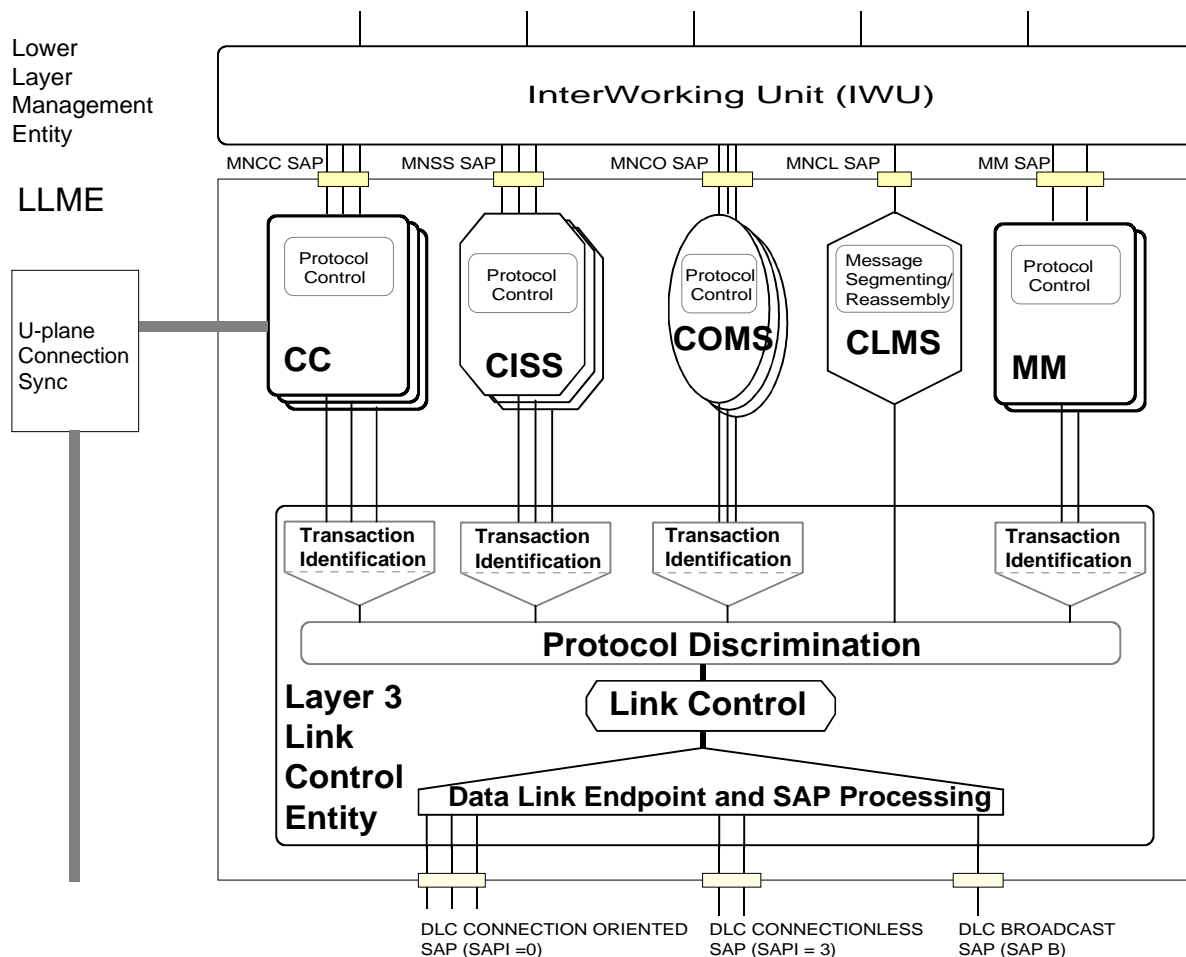 Lower
Layer
Management
Entity
LLME
InterWorking Unit (IWU)
MNCC SAP
MNSS SAP
MNCO SAP
MNCL SAP
MM SAP
Protocol
Control
CC
Protocol
Control
CISS
Protocol
Control
COMS
Message
Segmenting/
Reassembly
CLMS
Protocol
Control
MM
U-plane
Connection
Sync
Transaction
Identification
Transaction
Identification
Transaction
Identification
Transaction
Identification
Protocol Discrimination
Link Control
Layer 3
Link
Control
Entity
Data Link Endpoint and SAP Processing
DLC CONNECTION ORIENTED
SAP (SAPI =0)
DLC CONNECTIONLESS
SAP (SAPI = 3)
DLC BROADCAST
SAP (SAP B)